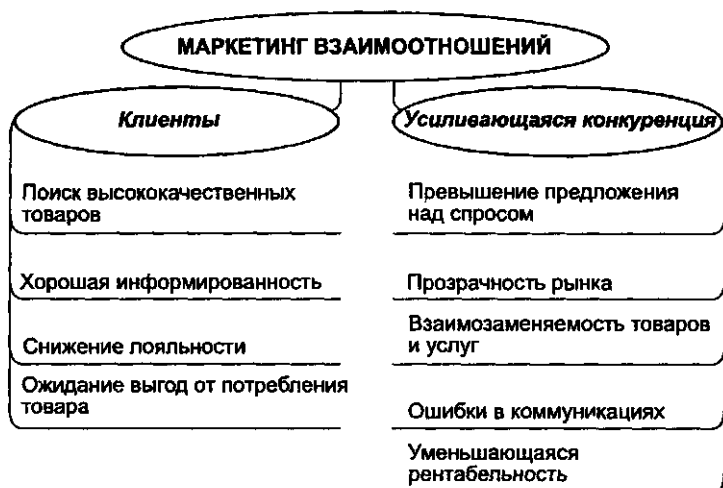 МАРКЕТИНГ ВЗАИМООТНОШЕНИЙ
Клиенты
Поиск высококачественных
товаров
Хорошая информированность
Снижение лояльности
Ожидание выгод от потребления
товара
Усиливающаяся конкуренция
Превышение предложения
над спросом
Прозрачность рынка
Взаимозаменяемость товаров
и услуг
Ошибки в коммуникациях
Уменьшающаяся
рентабельность